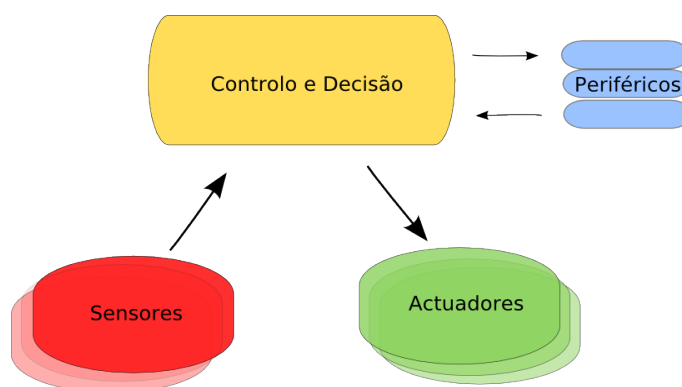 Controlo e Decisão
Periféricos
Sensores
Actuadores